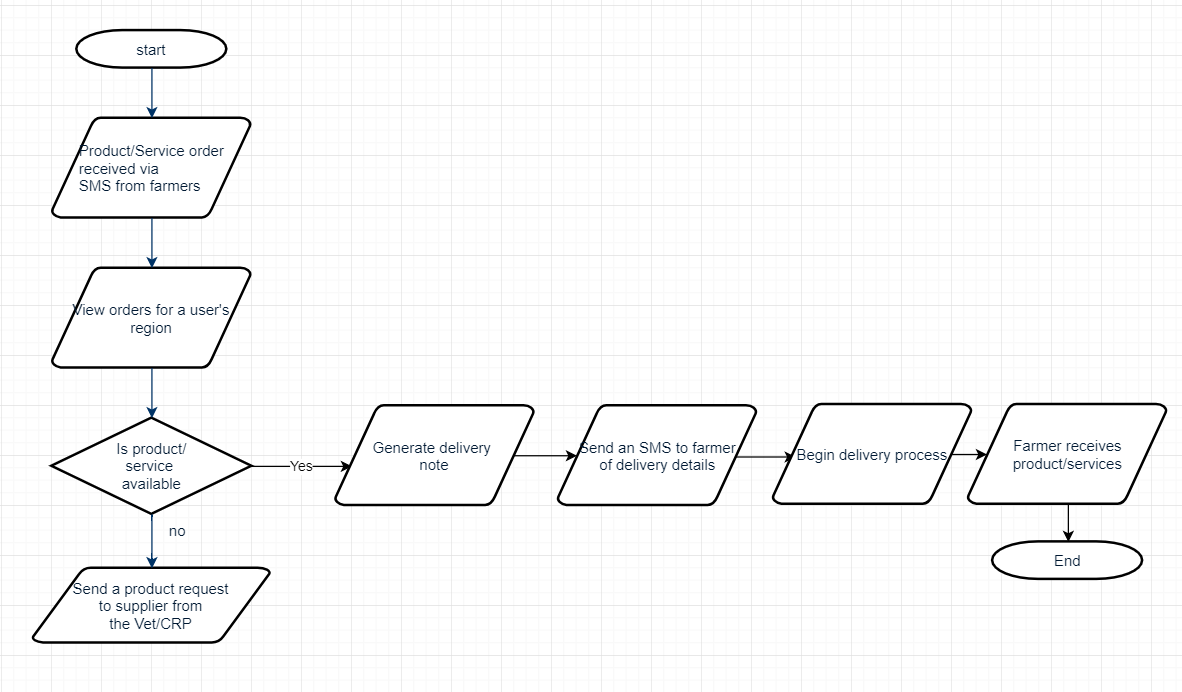 start
Product/Service order
received via
SMS from farmers
View orders for a user's
region
Is product/
service
available
Yes
Generate delivery
note
Send an SMS to farmer
of delivery details
Begin delivery process
Farmer receives
product/services
End
no
Send a product request
to supplier from
the Vet/CRP